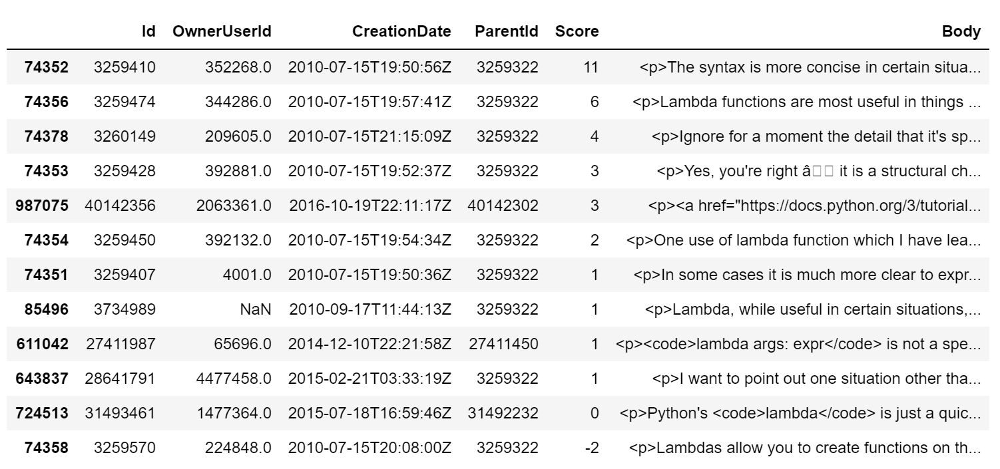 Id OwnerUserId CreationDate ParentId Score Body
74352 3259410 352268.0 2010-07-15T19:50:56Z 3259322 11 <p>The syntax is more concise in certain situa...
74356 3259474 344286.0 2010-07-15T19:57:41Z 3259322 6 <p>Lambda functions are most useful in things ...
74378 3260149 209605.0 2010-07-15T21:15:09Z 3259322 4 <p>Ignore for a moment the detail that it's sp...
74353 3259428 392881.0 2010-07-15T19:52:37Z 3259322 3 <p>Yes, you're right â□□ it is a structural ch...
987075 40142356 2063361.0 2016-10-19T22:11:17Z 40142302 3 <p><a href="https://docs.python.org/3/tutorial...
74354 3259450 392132.0 2010-07-15T19:54:34Z 3259322 2 <p>One use of lambda function which I have lea...
74351 3259407 4001.0 2010-07-15T19:50:36Z 3259322 1 <p>In some cases it is much more clear to expr...
85496 3734989 NaN 2010-09-17T11:44:13Z 3259322 1 <p>Lambda, while useful in certain situations,...
611042 27411987 65696.0 2014-12-10T22:21:58Z 27411450 1 <p><code>lambda args: expr</code> is not a spe...
643837 28641791 4477458.0 2015-02-21T03:33:19Z 3259322 1 <p>I want to point out one situation other tha...
724513 31493461 1477364.0 2015-07-18T16:59:46Z 31492232 0 <p>Python's <code>lambda</code> is just a quic...
74358 3259570 224848.0 2010-07-15T20:08:00Z 3259322 -2 <p>Lambdas allow you to create functions on th...